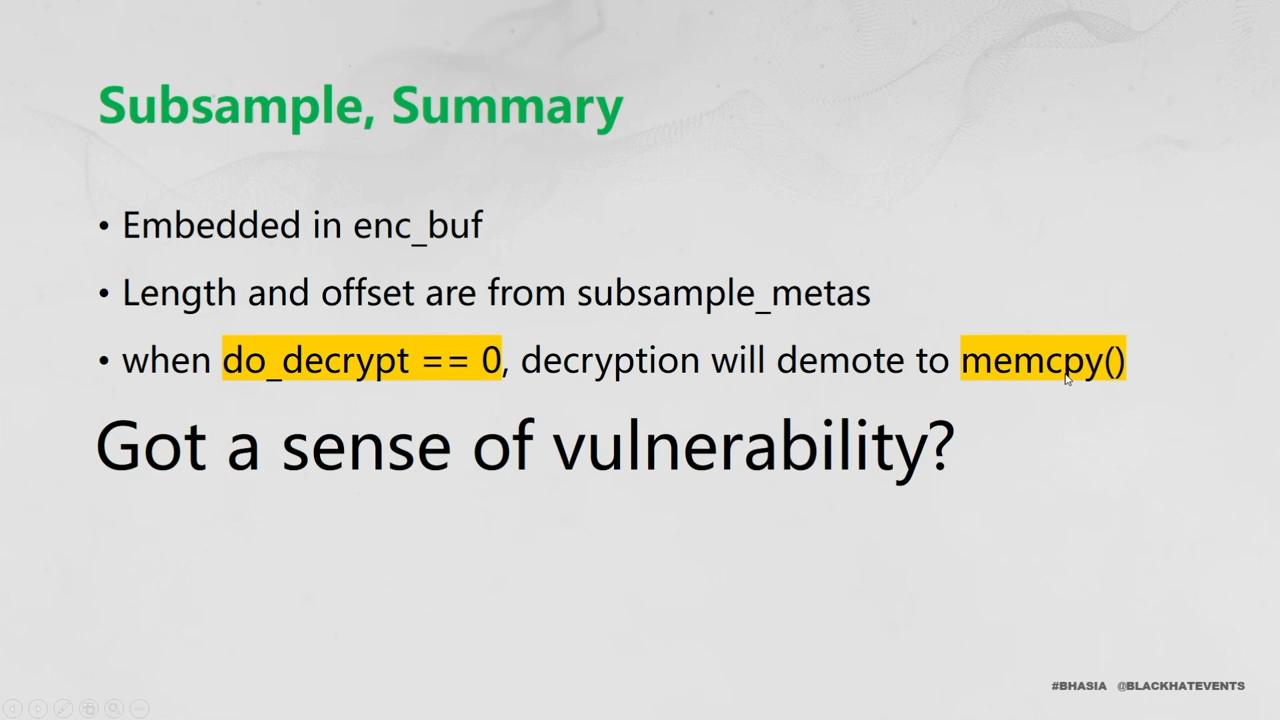 Subsample, Summary
• Embedded in enc_buf
• Length and offset are from subsample_metas
• when do_decrypt == 0, decryption will demote to memcpy()
Got a sense of vulnerability?
#BHASIA @BLACKHATEVENTS